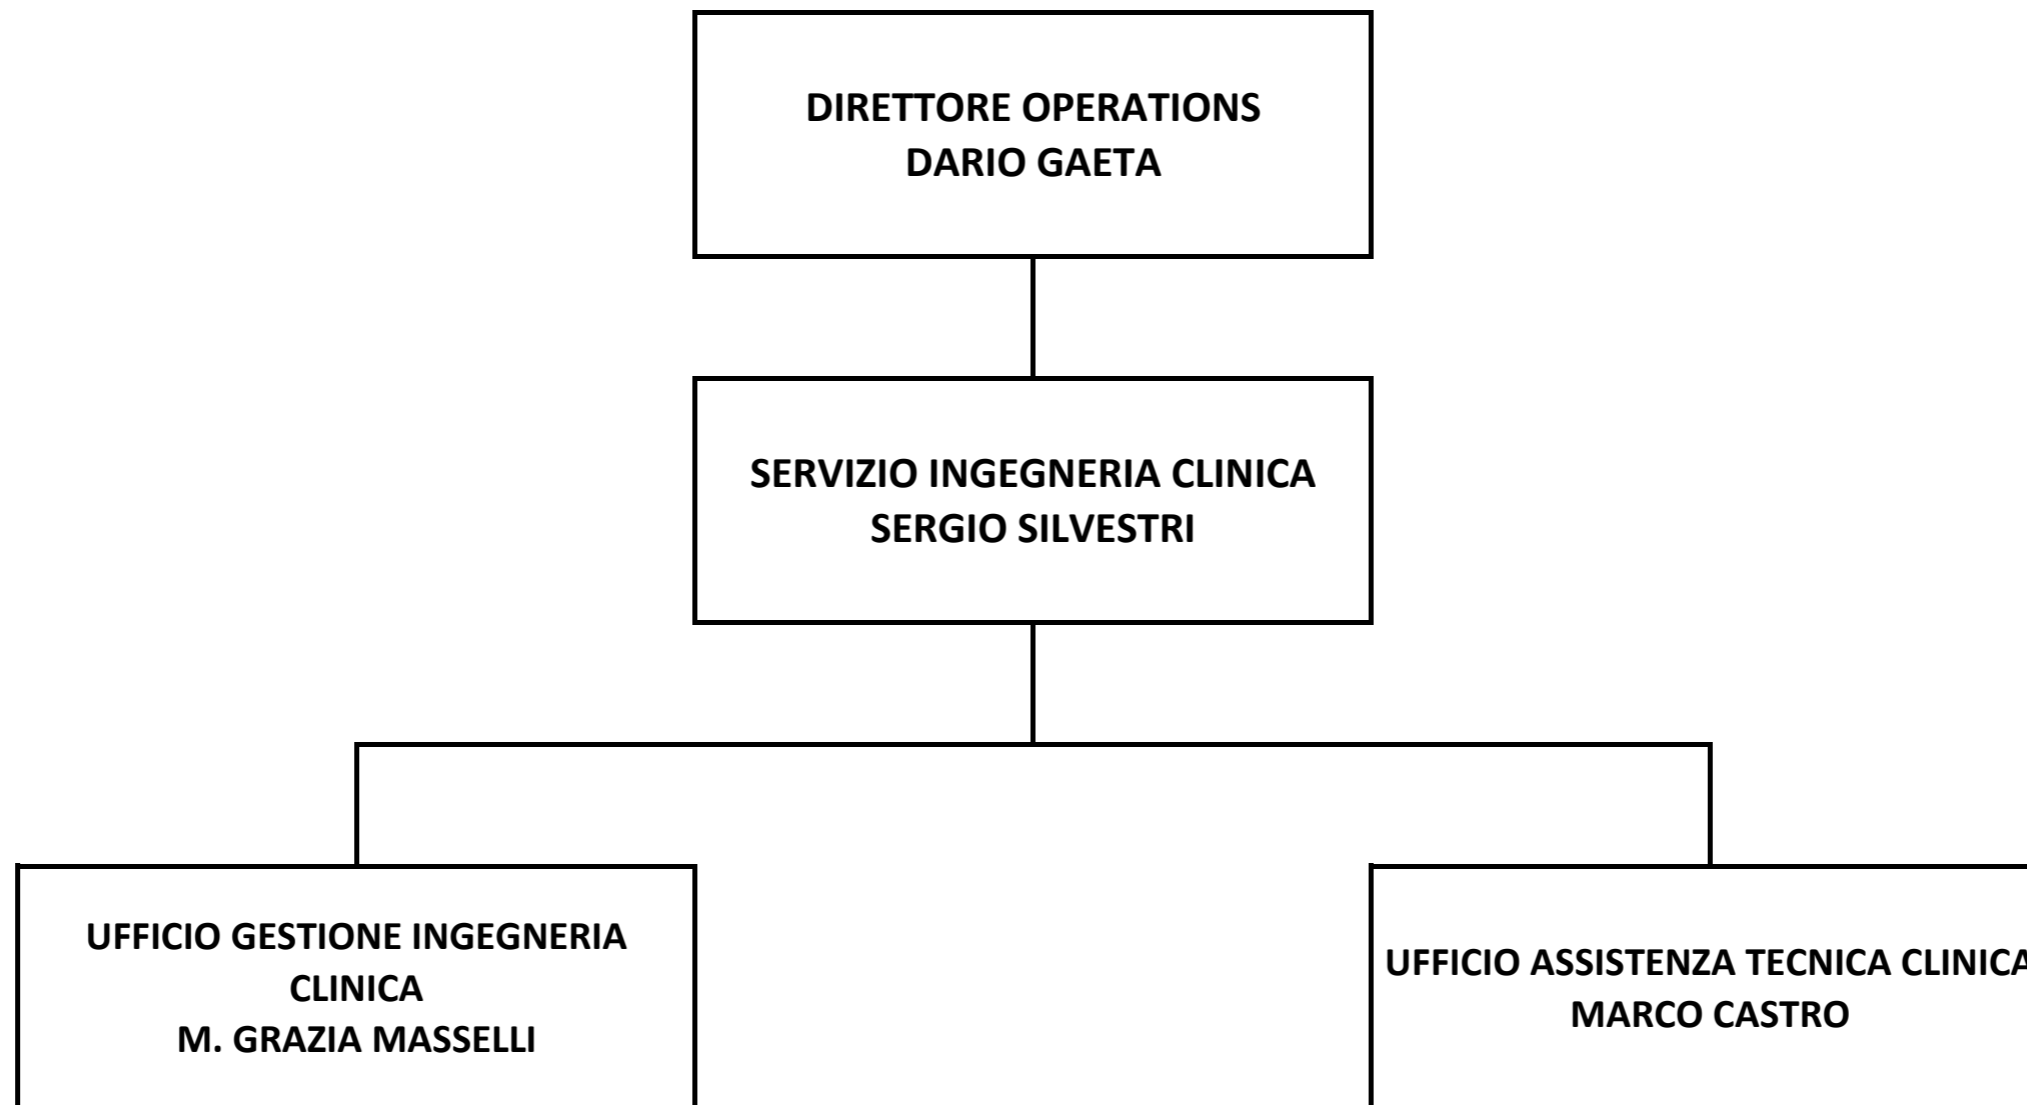 DIRETTORE OPERATIONS
DARIO GAETA
SERVIZIO INGEGNERIA CLINICA
SERGIO SILVESTRI
UFFICIO GESTIONE INGEGNERIA
CLINICA
M. GRAZIA MASSELLI
UFFICIO ASSISTENZA TECNICA CLINICA
MARCO CASTRO